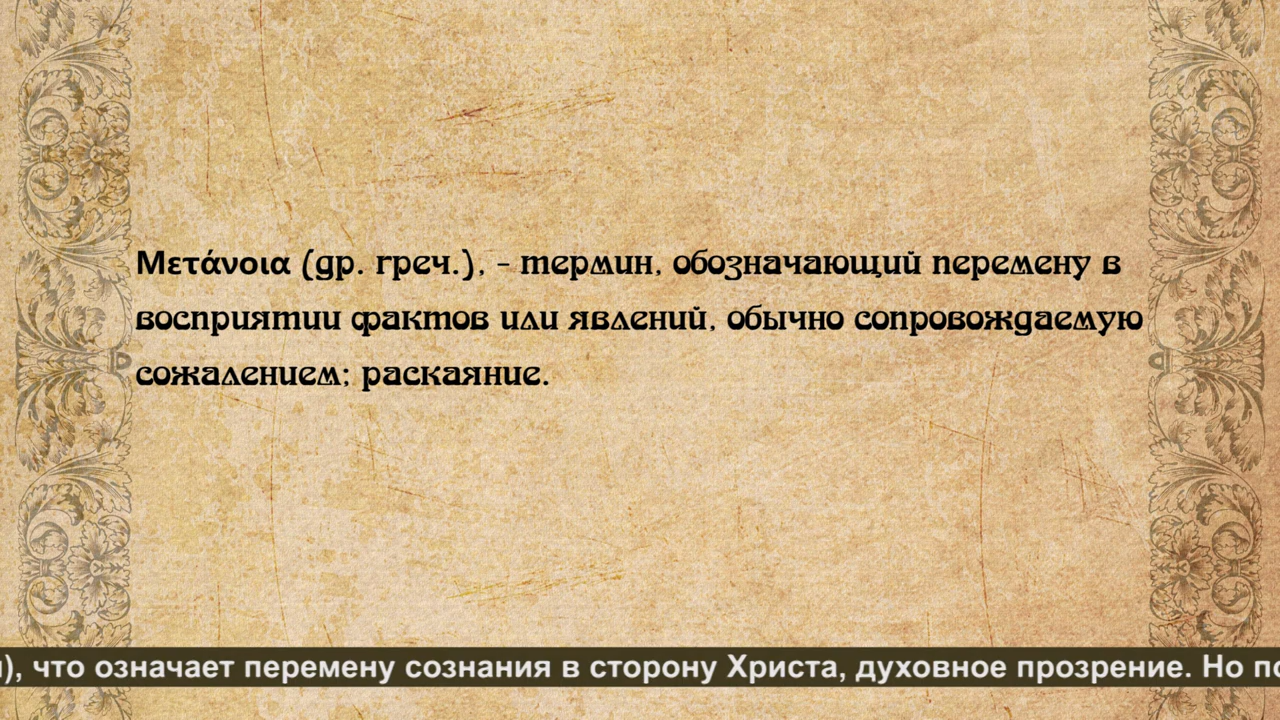 Μετάνοια (др. греч.), - термин, обозначающий перемену в
восприятии фактов или явлений, обычно сопровождаемую
сожалением; раскаяние.
), что означает перемену сознания в сторону Христа, духовное прозрение. Но